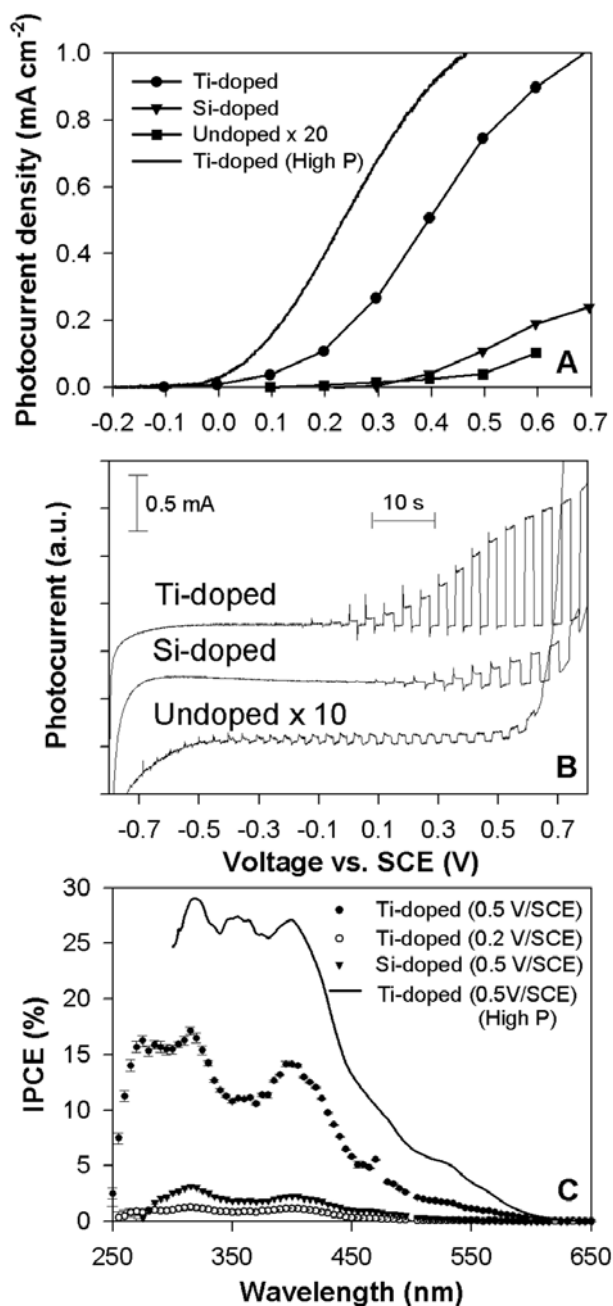 Photocurrent density (mA cm-2)
1.0
0.8
0.6
0.4
0.2
0.0
Ti-doped
Si-doped
Undoped x 20
Ti-doped (High P)
A
-0.2 -0.1 0.0 0.1 0.2 0.3 0.4 0.5 0.6 0.7
Photocurrent (a.u.)
0.5 mA
10 s
Ti-doped
Si-doped
Undoped x 10
B
-0.7 -0.5 -0.3 -0.1 0.1 0.3 0.5 0.7
Voltage vs. SCE (V)
IPCE (%)
30
25
20
15
10
5
0
Ti-doped (0.5 V/SCE)
Ti-doped (0.2 V/SCE)
Si-doped (0.5 V/SCE)
Ti-doped (0.5V/SCE)
(High P)
C
250 350 450 550 650
Wavelength (nm)